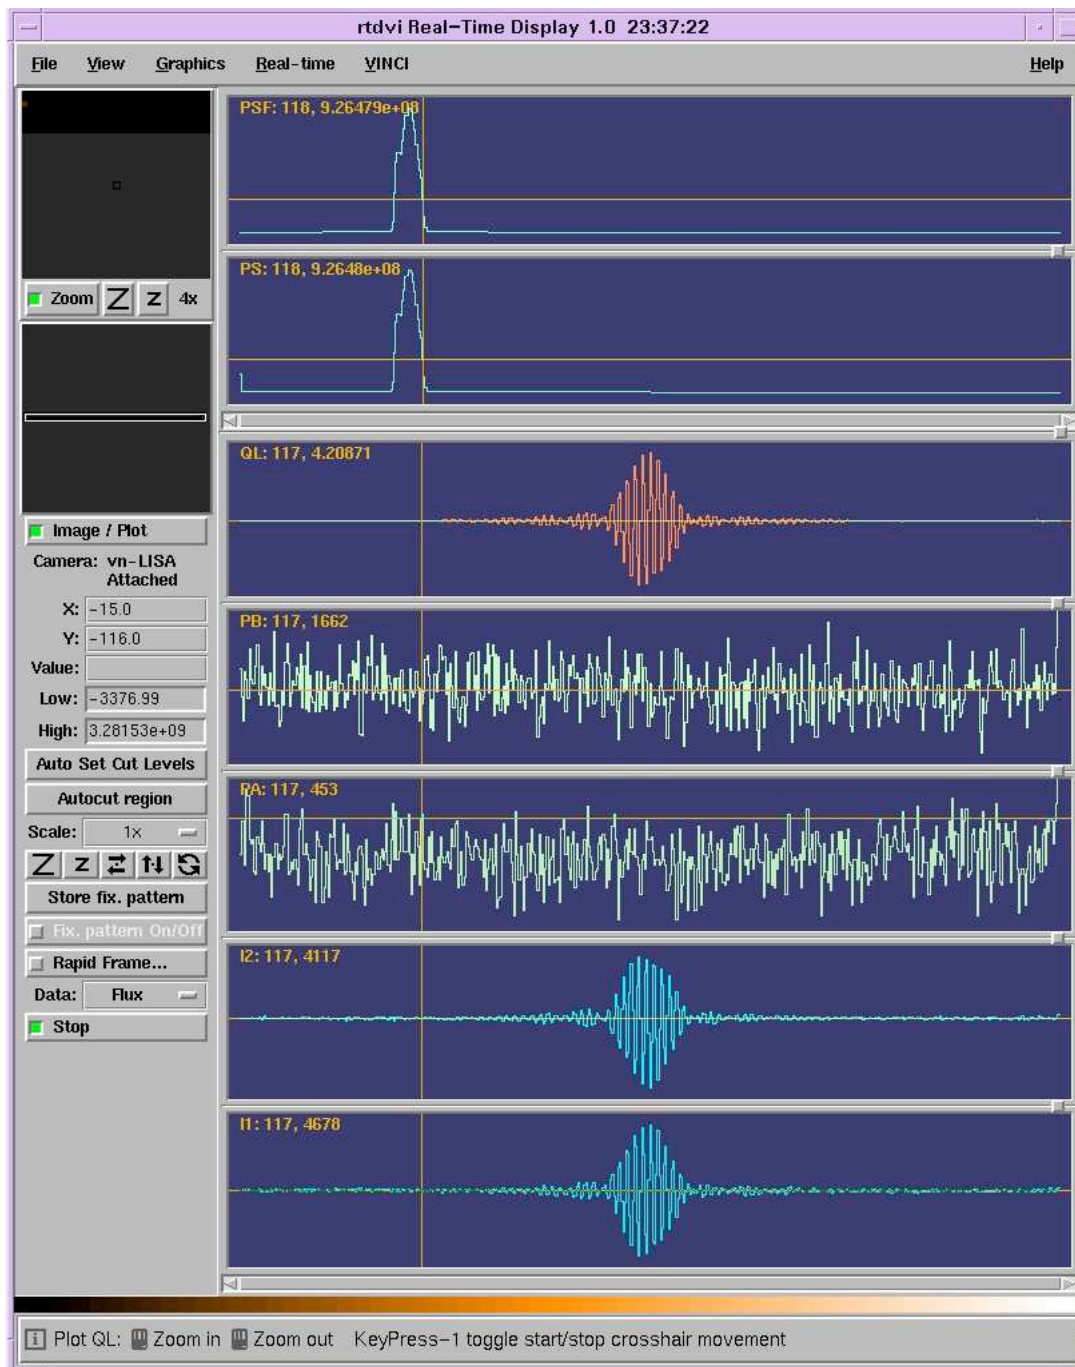 rtdvi Real-Time Display 1.0 23:37:22
File View Graphics Real-time VINCI Help
PSF: 118, 9.26479e+08
PS: 118, 9.2648e+08
Zoom Z z 4x
QL: 117, 4.20871
Image / Plot
Camera: vn-LISA
Attached
X: -15.0
Y: -116.0
Value:
Low: -3376.99
High: 3.28153e+09
Auto Set Cut Levels
Autocut region
Scale: 1x
Z z
Store fix. pattern
Fix. pattern On/Off
Rapid Frame...
Data: Flux
Stop
PB: 117, 1662
PA: 117, 453
I2: 117, 4117
I1: 117, 4678
i Plot QL: Zoom in Zoom out KeyPress-1 toggle start/stop crosshair movement